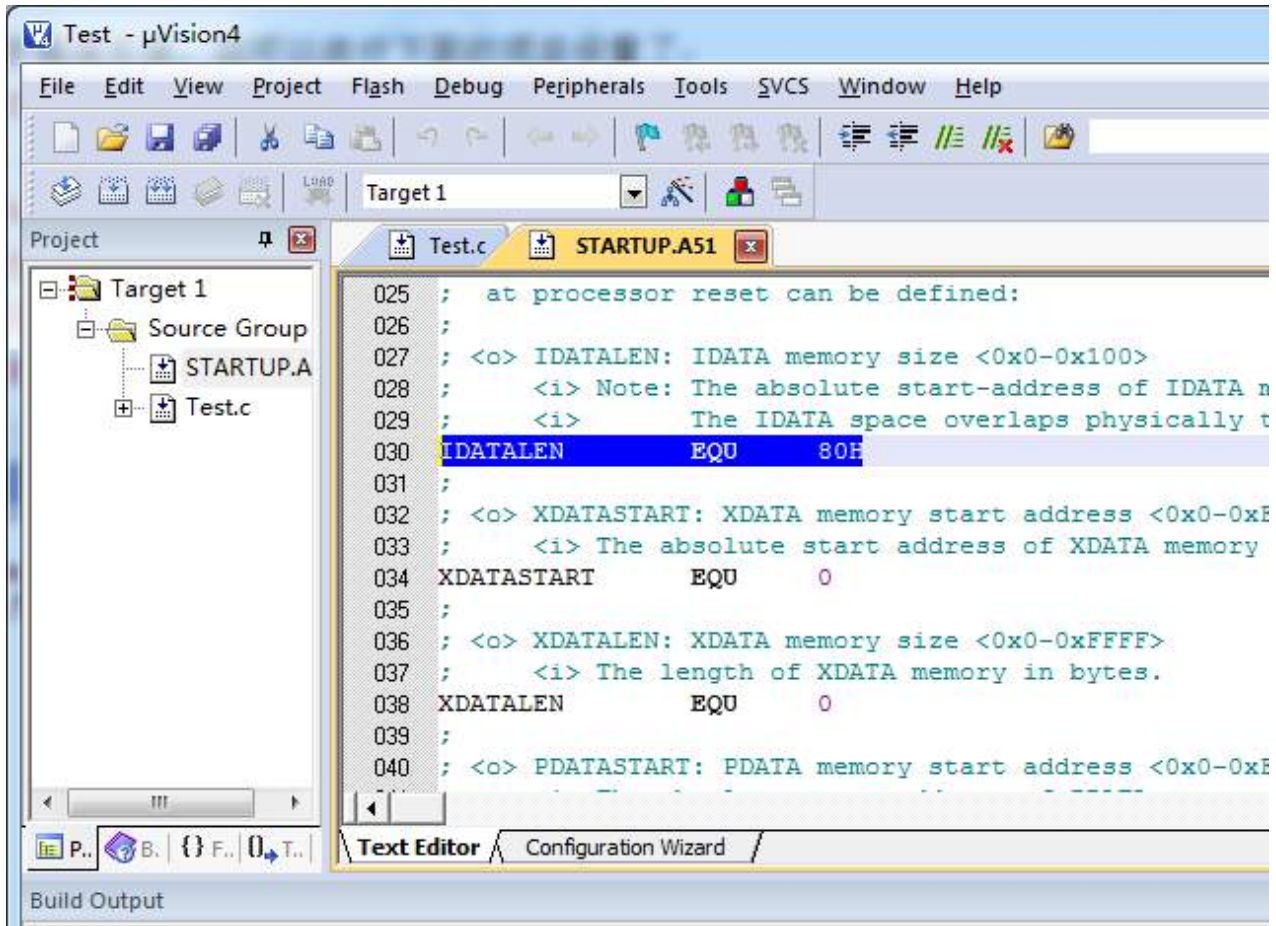 Test - µVision4
File Edit View Project Flash Debug Peripherals Tools SVCS Window Help
LOAD Target 1
Project Test.c STARTUP.A51
Target 1
Source Group
STARTUP.A
Test.c
025 ;  at processor reset can be defined:
026 ;
027 ; <o> IDATALEN: IDATA memory size <0x0-0x100>
028 ;     <i> Note: The absolute start-address of IDATA
029 ;     <i>       The IDATA space overlaps physically
030 IDATALEN        EQU     80H
031 ;
032 ; <o> XDATASTART: XDATA memory start address <0x0-0x
033 ;     <i> The absolute start address of XDATA memory
034 XDATASTART      EQU     0
035 ;
036 ; <o> XDATALEN: XDATA memory size <0x0-0xFFFF>
037 ;     <i> The length of XDATA memory in bytes.
038 XDATALEN        EQU     0
039 ;
040 ; <o> PDATASTART: PDATA memory start address <0x0-0x
P.. B. {} F.. T..
Text Editor Configuration Wizard
Build Output